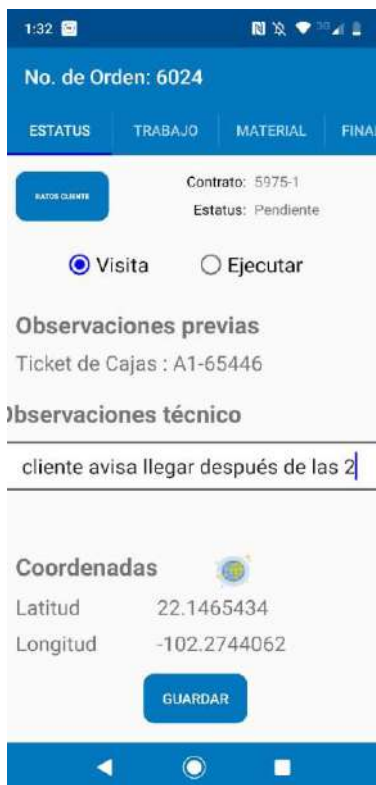 1:32
3G
No. de Orden: 6024
ESTATUS TRABAJO MATERIAL FINA
DATOS CLIENTE
Contrato: 5975-1
Estatus: Pendiente
Visita Ejecutar
Observaciones previas
Ticket de Cajas : A1-65446
Observaciones técnico
cliente avisa llegar después de las 2
Coordenadas
Latitud 22.1465434
Longitud -102.2744062
GUARDAR